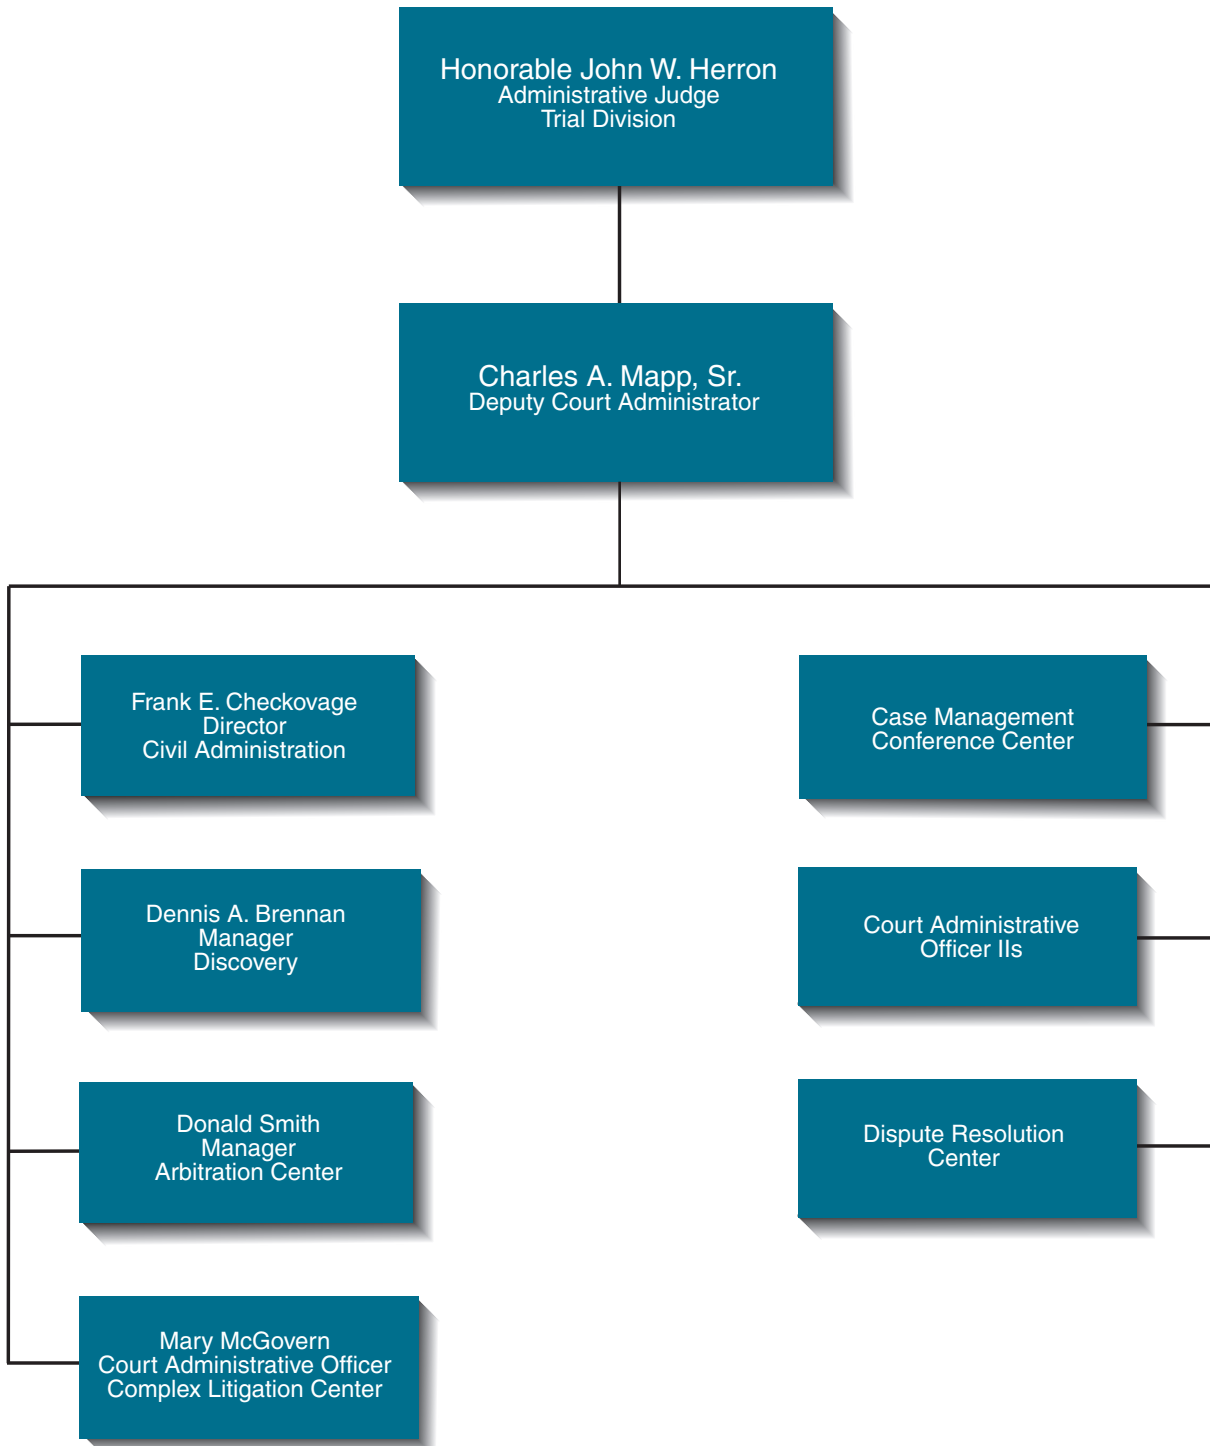 Honorable John W. Herron
Administrative Judge
Trial Division
Charles A. Mapp, Sr.
Deputy Court Administrator
Frank E. Checkovage
Director
Civil Administration
Dennis A. Brennan
Manager
Discovery
Donald Smith
Manager
Arbitration Center
Mary McGovern
Court Administrative Officer
Complex Litigation Center
Case Management
Conference Center
Court Administrative
Officer IIs
Dispute Resolution
Center